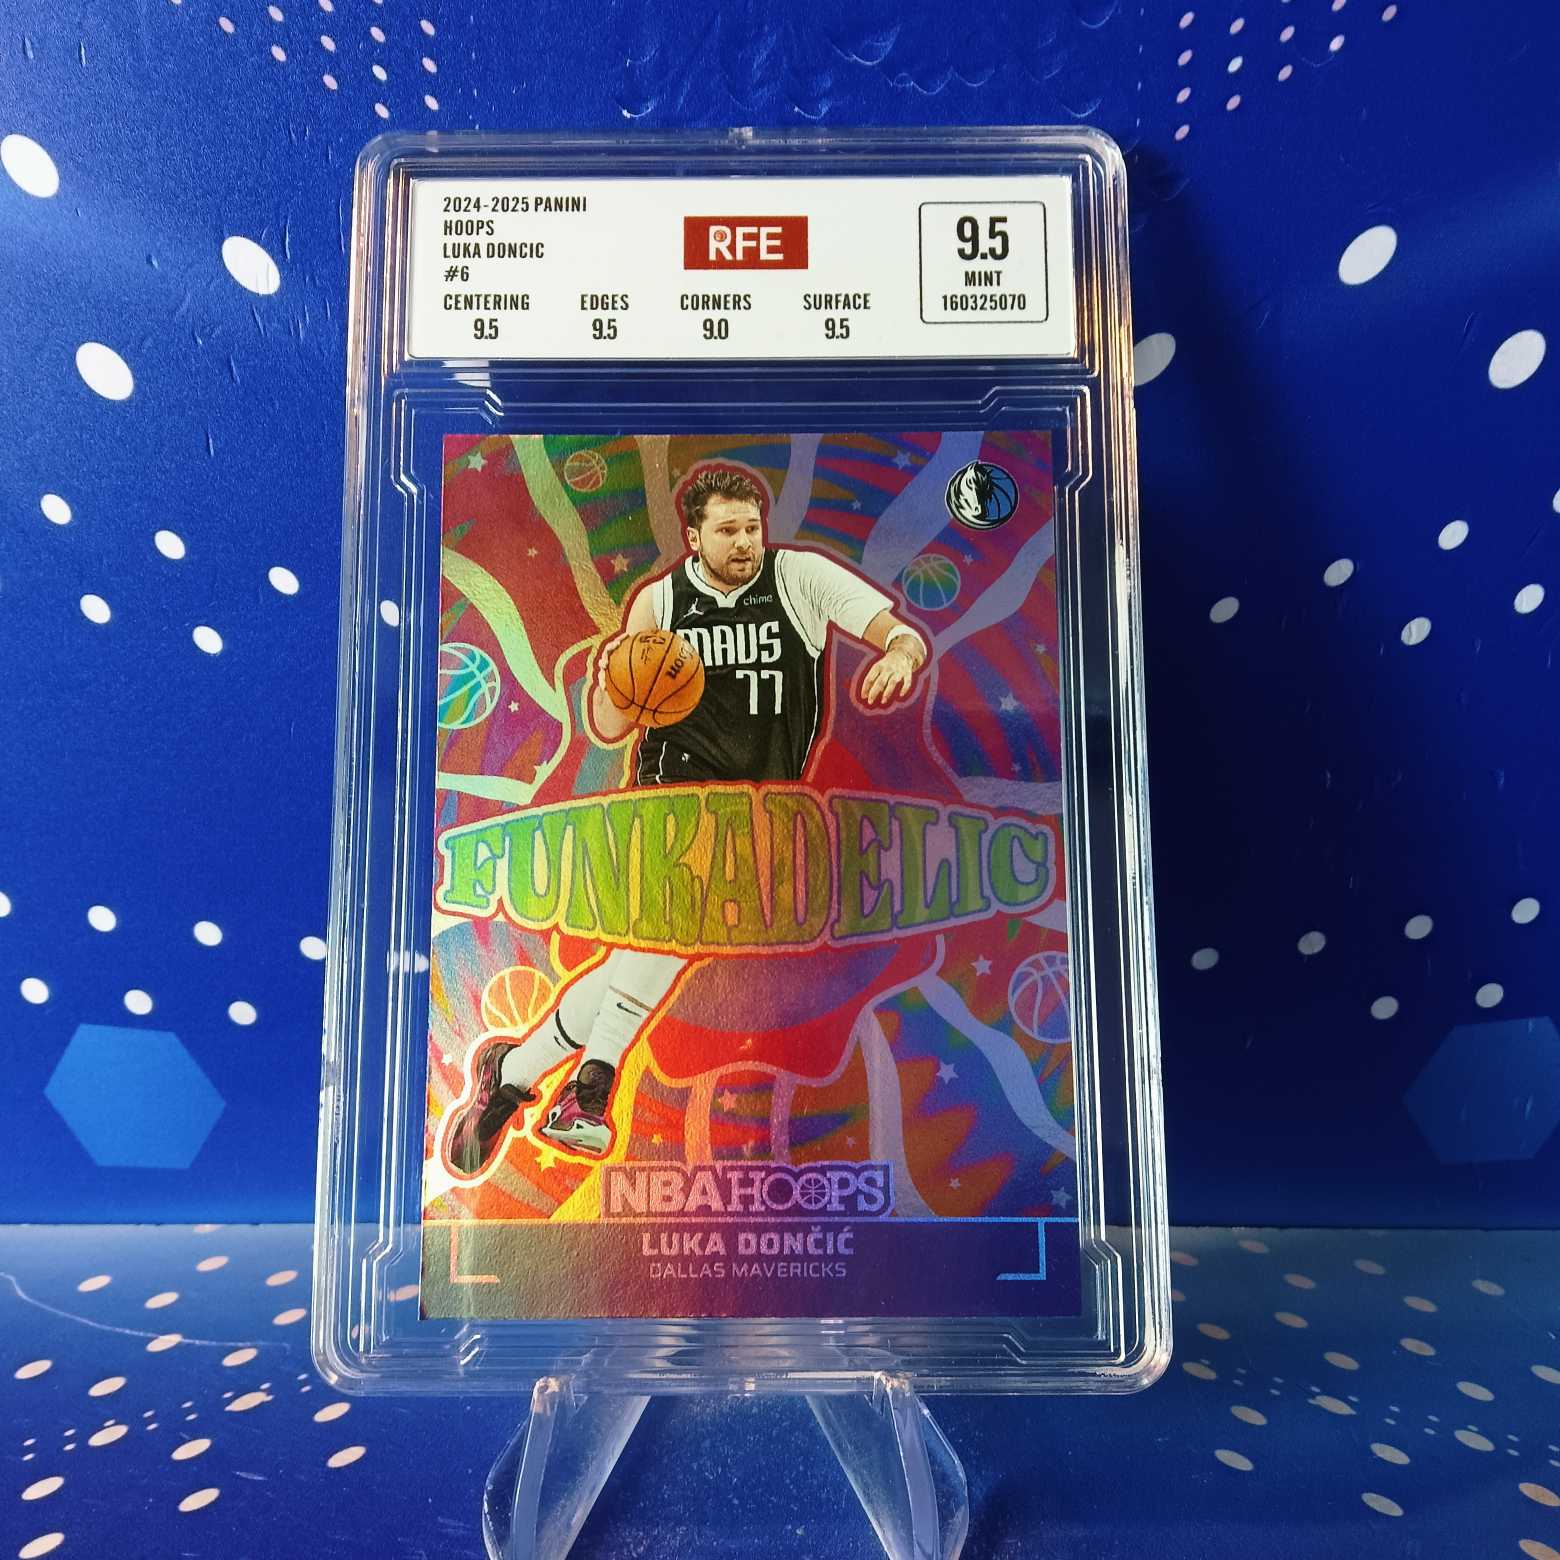 2024-2025 PANINI
HOOPS
LUKA DONCIC
#6
RFE
9.5
MINT
160325070
CENTERING EDGES CORNERS SURFACE
9.5 9.5 9.0 9.5
chime
MAVS
77
FUNKADELIC
NBA HOOPS
LUKA DONČIĆ
DALLAS MAVERICKS